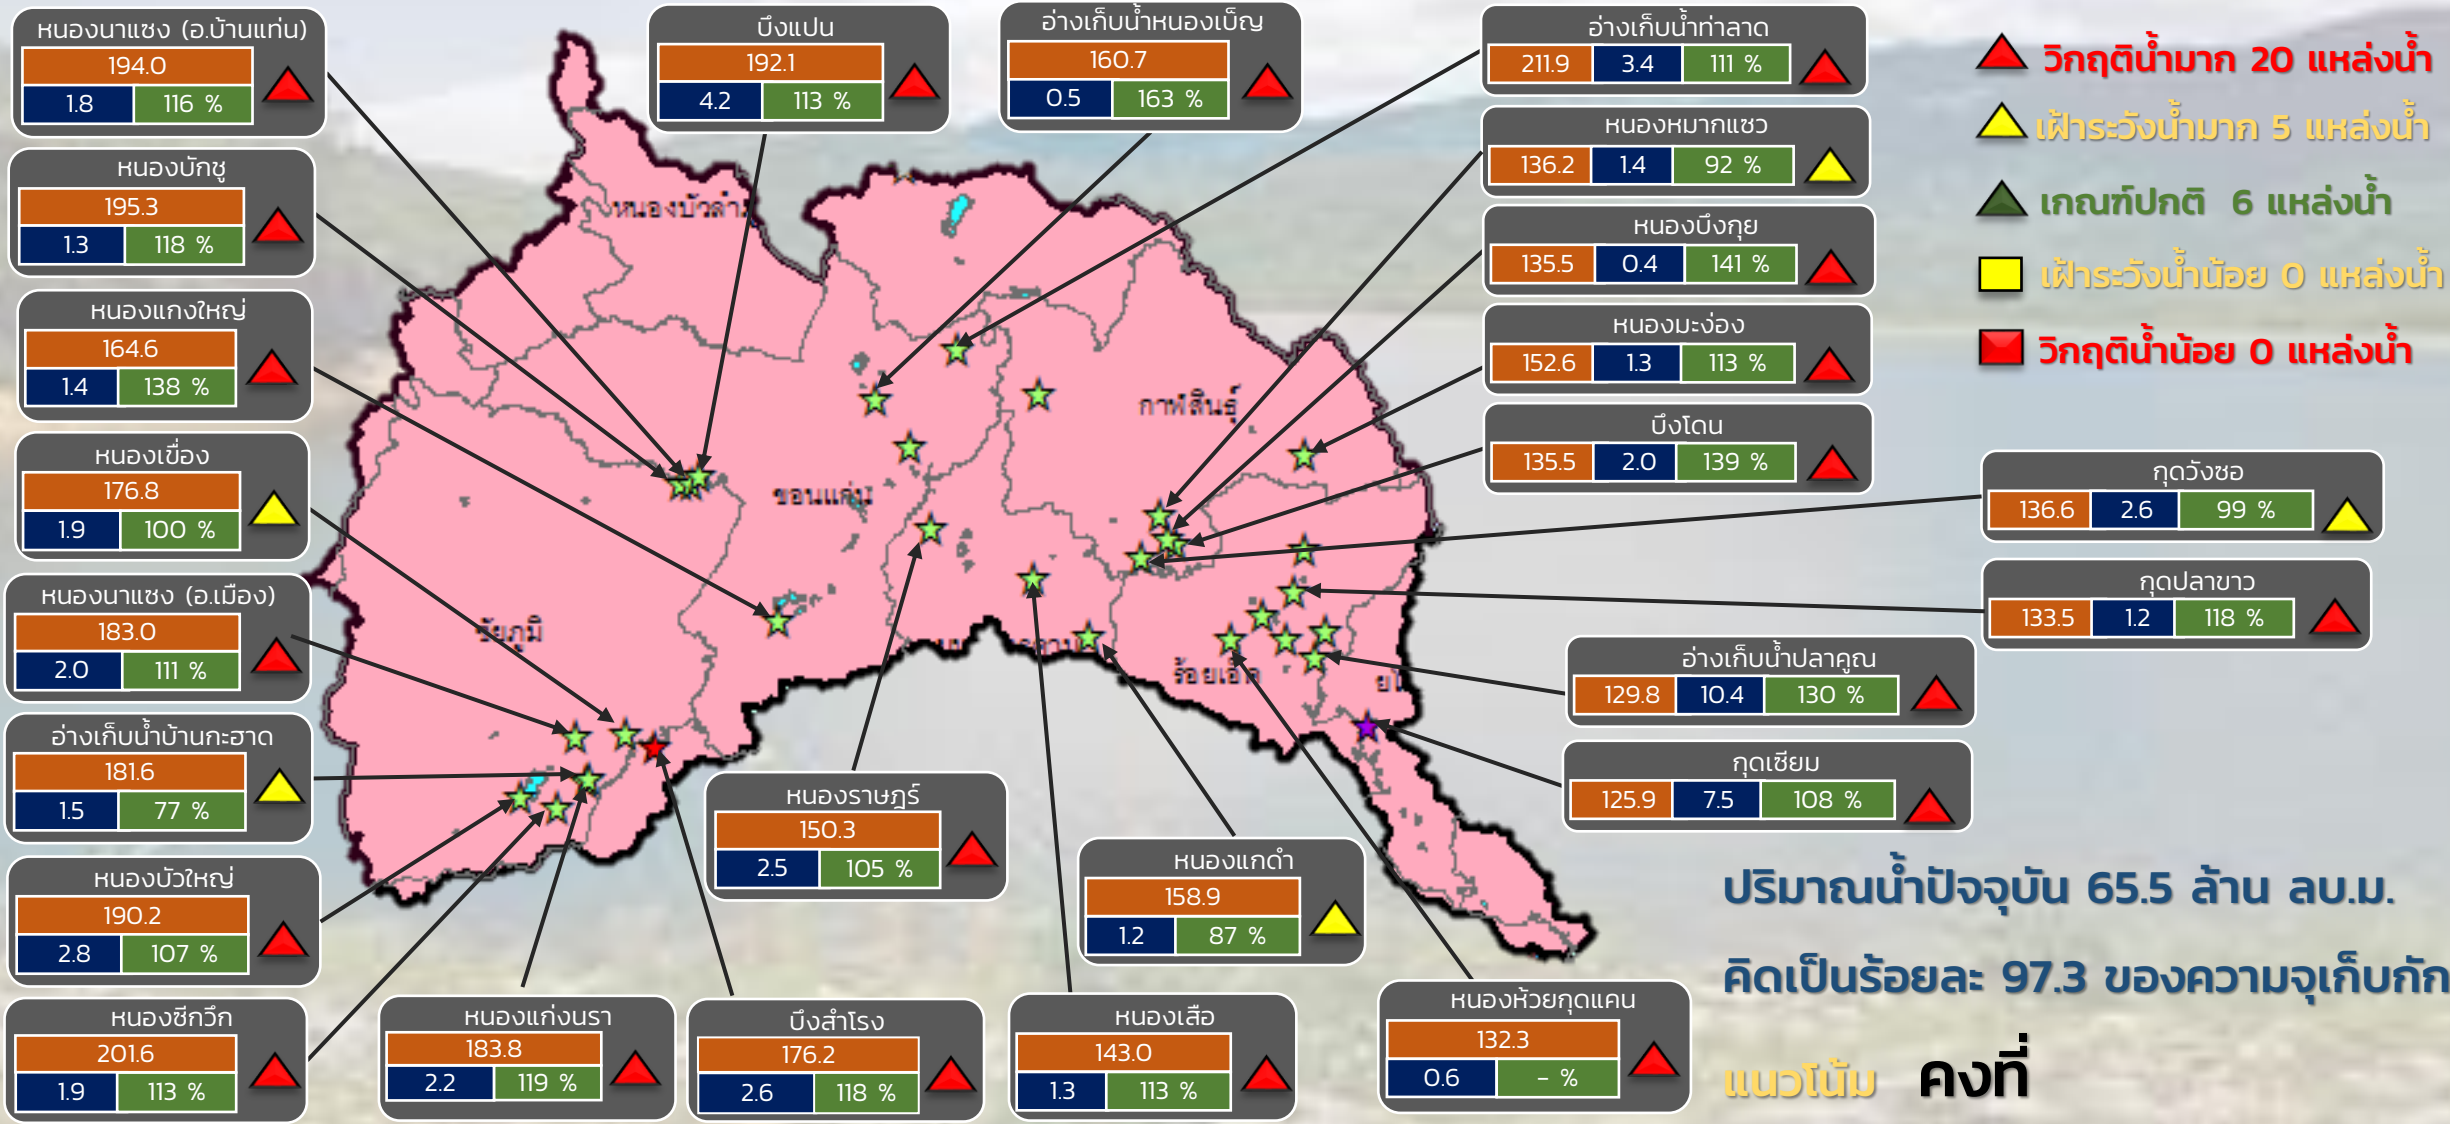 หนองนาแซง (อ.บ้านแท่น)
194.0
1.8 116 %
หนองบักชู
195.3
1.3 118 %
หนองแกงใหญ่
164.6
1.4 138 %
หนองเขื่อง
176.8
1.9 100 %
หนองนาแซง (อ.เมือง)
183.0
2.0 111 %
อ่างเก็บน้ำบ้านกะฮาด
181.6
1.5 77 %
หนองบัวใหญ่
190.2
2.8 107 %
หนองซีกวึก
201.6
1.9 113 %
บึงแปน
192.1
4.2 113 %
อ่างเก็บน้ำหนองเบ็ญ
160.7
0.5 163 %
อ่างเก็บน้ำท่าลาด
211.9 3.4 111 %
หนองหมากแซว
136.2 1.4 92 %
หนองบึงกุย
135.5 0.4 141 %
หนองมะง่อง
152.6 1.3 113 %
บึงโดน
135.5 2.0 139 %
วิกฤติน้ำมาก 20 แหล่งน้ำ
เฝ้าระวังน้ำมาก 5 แหล่งน้ำ
เกณฑ์ปกติ 6 แหล่งน้ำ
เฝ้าระวังน้ำน้อย 0 แหล่งน้ำ
วิกฤติน้ำน้อย 0 แหล่งน้ำ
กุดวังซอ
136.6 2.6 99 %
กุดปลาขาว
133.5 1.2 118 %
อ่างเก็บน้ำปลาคูณ
129.8 10.4 130 %
กุดเชียม
125.9 7.5 108 %
กาฬสินธุ์
ขอนแก่น
ชัยภูมิ
ร้อยเอ็ด
หนองราษฎร์
150.3
2.5 105 %
หนองแกดำ
158.9
1.2 87 %
หนองแก่งนรา
183.8
2.2 119 %
บึงสำโรง
176.2
2.6 118 %
หนองเสือ
143.0
1.3 113 %
หนองห้วยกุดแคน
132.3
0.6 - %
ปริมาณน้ำปัจจุบัน 65.5 ล้าน ลบ.ม.
คิดเป็นร้อยละ 97.3 ของความจุเก็บกัก
แนวโน้ม คงที่